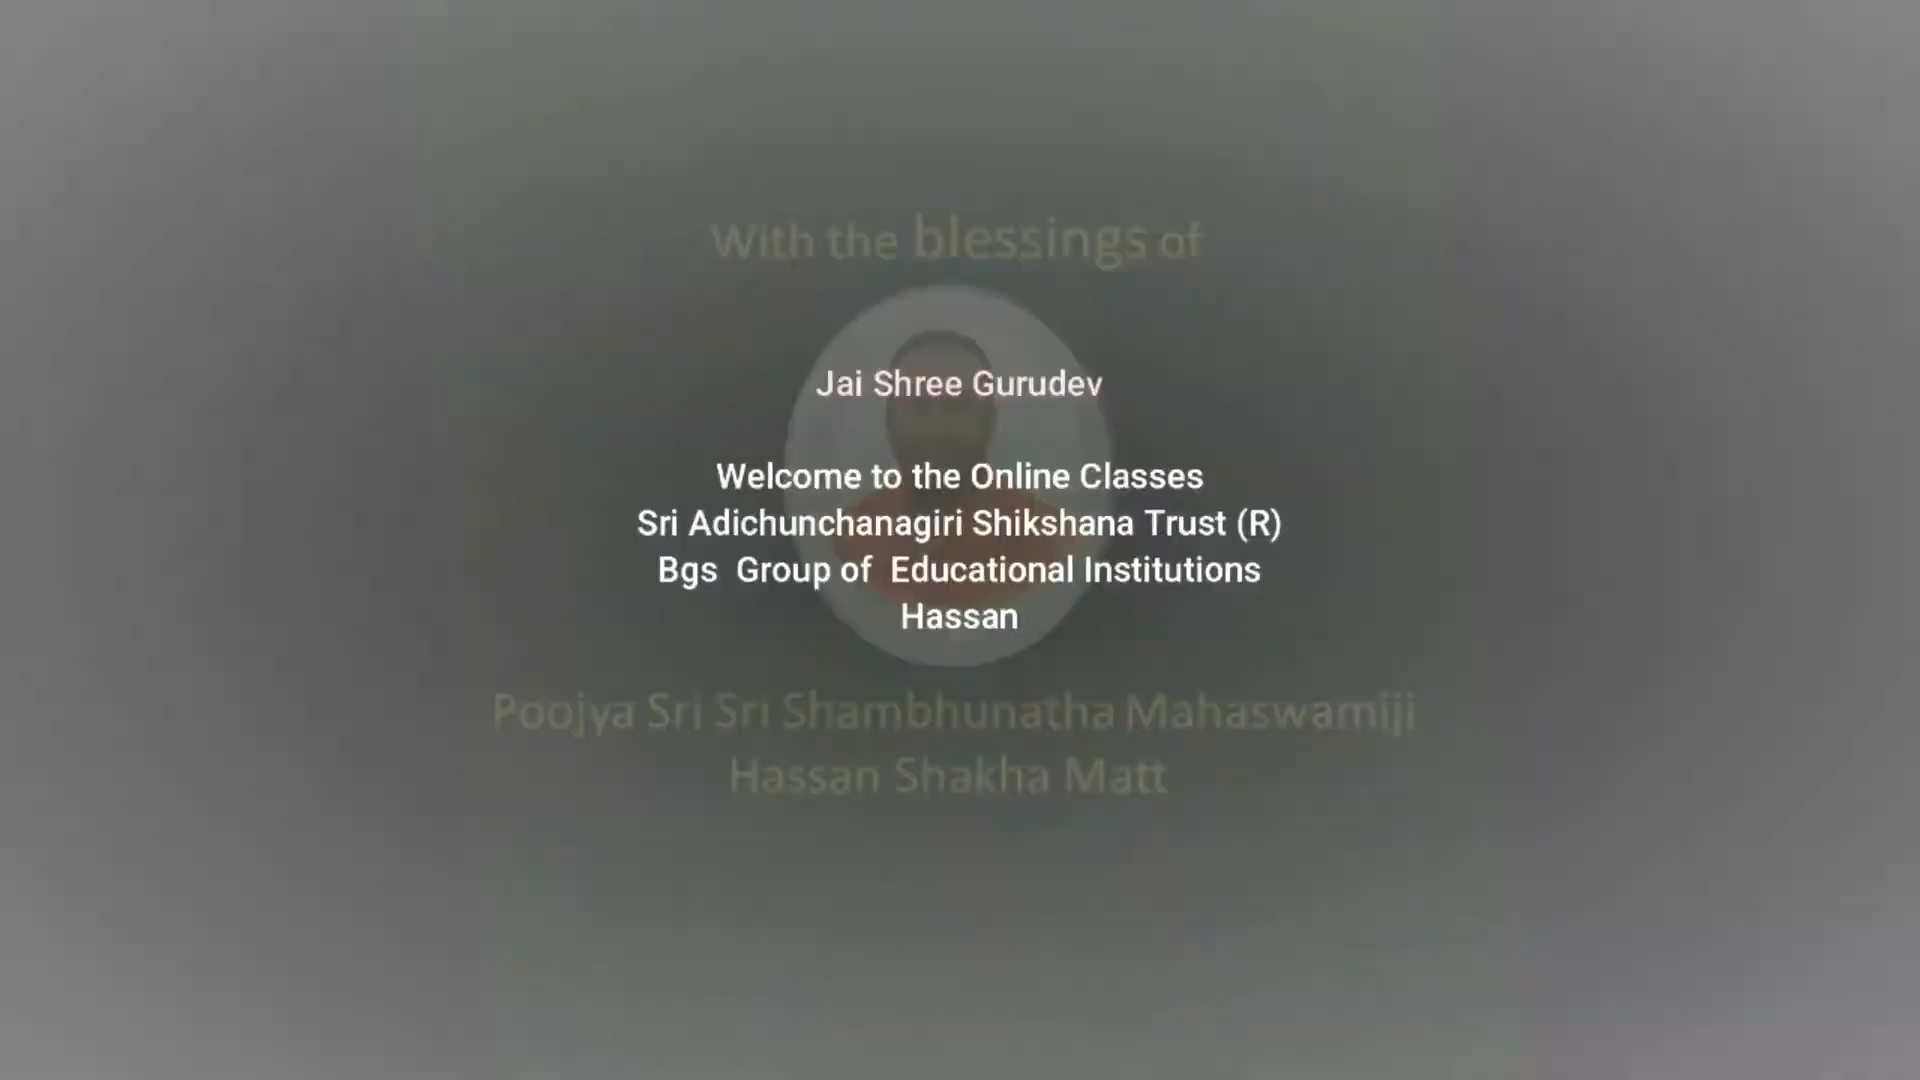 With the blessings of
Jai Shree Gurudev
Welcome to the Online Classes
Sri Adichunchanagiri Shikshana Trust (R)
Bgs  Group of  Educational Institutions
Hassan
Poojya Sri Sri Shambhunatha Mahaswamiji
Hassan Shakha Matt